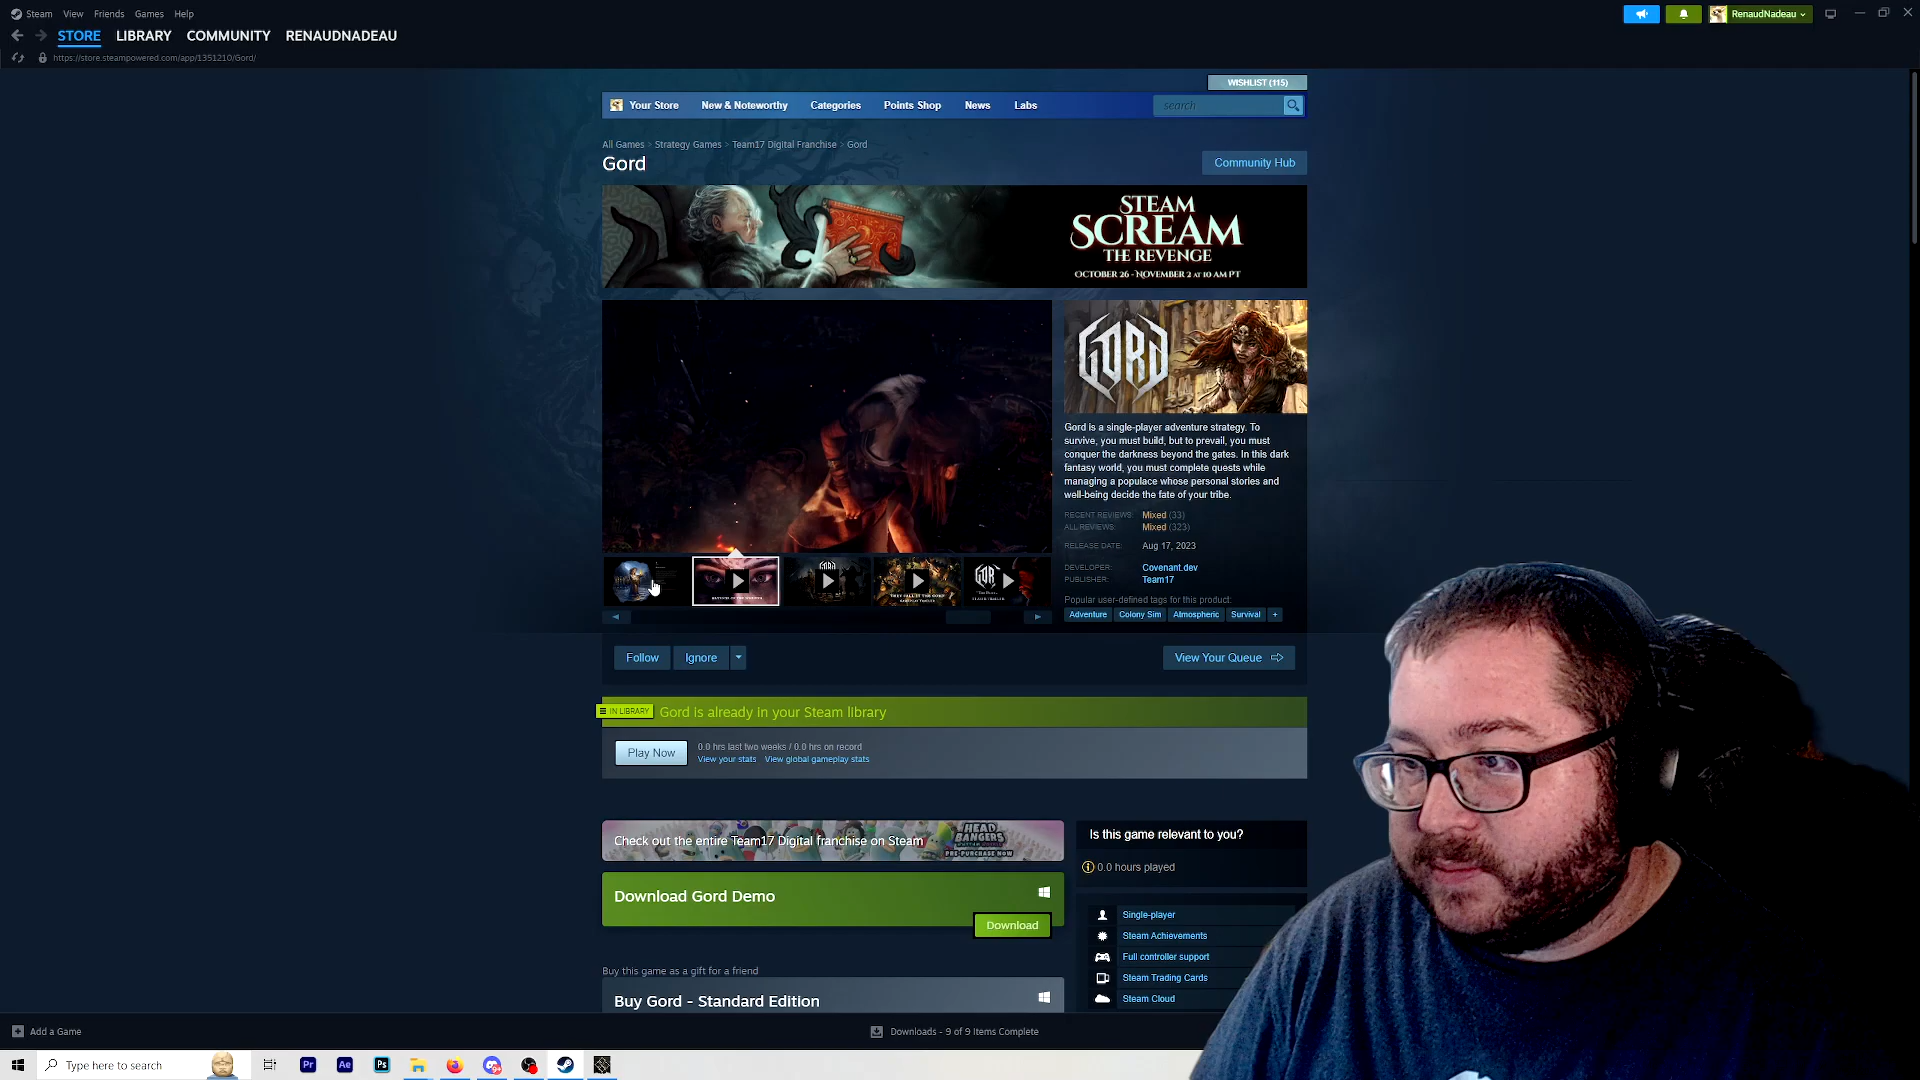 Steam View Friends Games Help
RenaudNadeau
STORE LIBRARY COMMUNITY RENAUDNADEAU
https://store.steampowered.com/app/1351210/Gord/
WISHLIST (115)
Your Store New & Noteworthy Categories Points Shop News Labs
search
All Games > Strategy Games > Team17 Digital Franchise > Gord
Gord
Community Hub
STEAM
SCREAM
THE REVENGE
OCTOBER 26 - NOVEMBER 2 AT 10 AM PT
GORD
Gord is a single-player adventure strategy. To
survive, you must build, but to prevail, you must
conquer the darkness beyond the gates. In this dark
fantasy world, you must complete quests while
managing a populace whose personal stories and
well-being decide the fate of your tribe.
RECENT REVIEWS: Mixed (33)
ALL REVIEWS: Mixed (323)
RELEASE DATE: Aug 17, 2023
DEVELOPER: Covenant.dev
PUBLISHER: Team17
Popular user-defined tags for this product:
Adventure Colony Sim Atmospheric Survival +
Follow Ignore
View Your Queue
IN LIBRARY
Gord is already in your Steam library
Play Now
0.0 hrs last two weeks / 0.0 hrs on record
View your stats View global gameplay stats
Check out the entire Team17 Digital franchise on Steam
HEAD
BANGERS
PRE-PURCHASE NOW
Is this game relevant to you?
0.0 hours played
Download Gord Demo
Download
Single-player
Steam Achievements
Full controller support
Steam Trading Cards
Steam Cloud
Buy this game as a gift for a friend
Buy Gord - Standard Edition
Add a Game
Downloads - 9 of 9 Items Complete
Type here to search
Pr Ae Ps